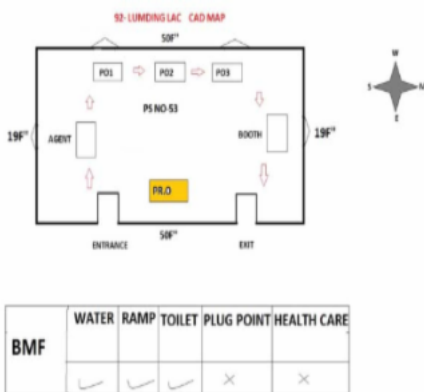 92- LUMDING LAC CAD MAP
50F"
PO1 PO2 PO3
PS NO-53
19F" AGENT BOOTH 19F"
PR.O
ENTRANCE 50F" EXIT
W
S N
E
BMF WATER RAMP TOILET PLUG POINT HEALTH CARE